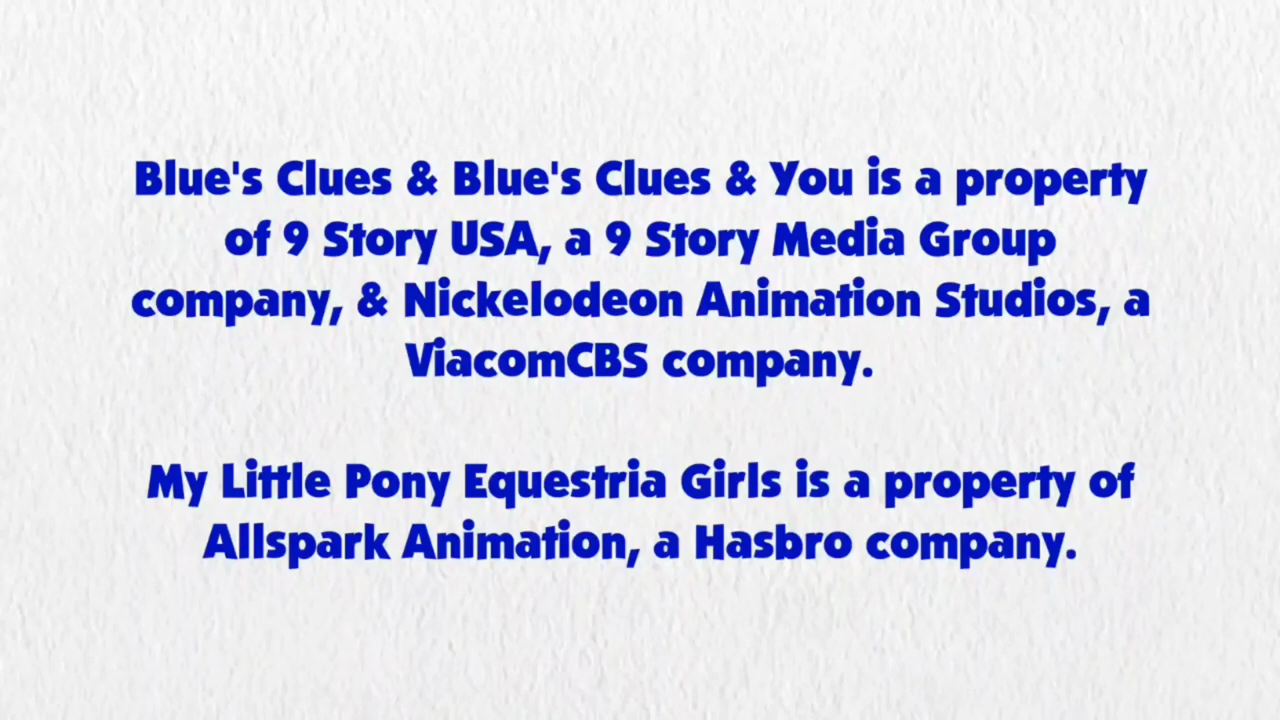 Blue's Clues & Blue's Clues & You is a property
of 9 Story USA, a 9 Story Media Group
company, & Nickelodeon Animation Studios, a
ViacomCBS company.
My Little Pony Equestria Girls is a property of
Allspark Animation, a Hasbro company.